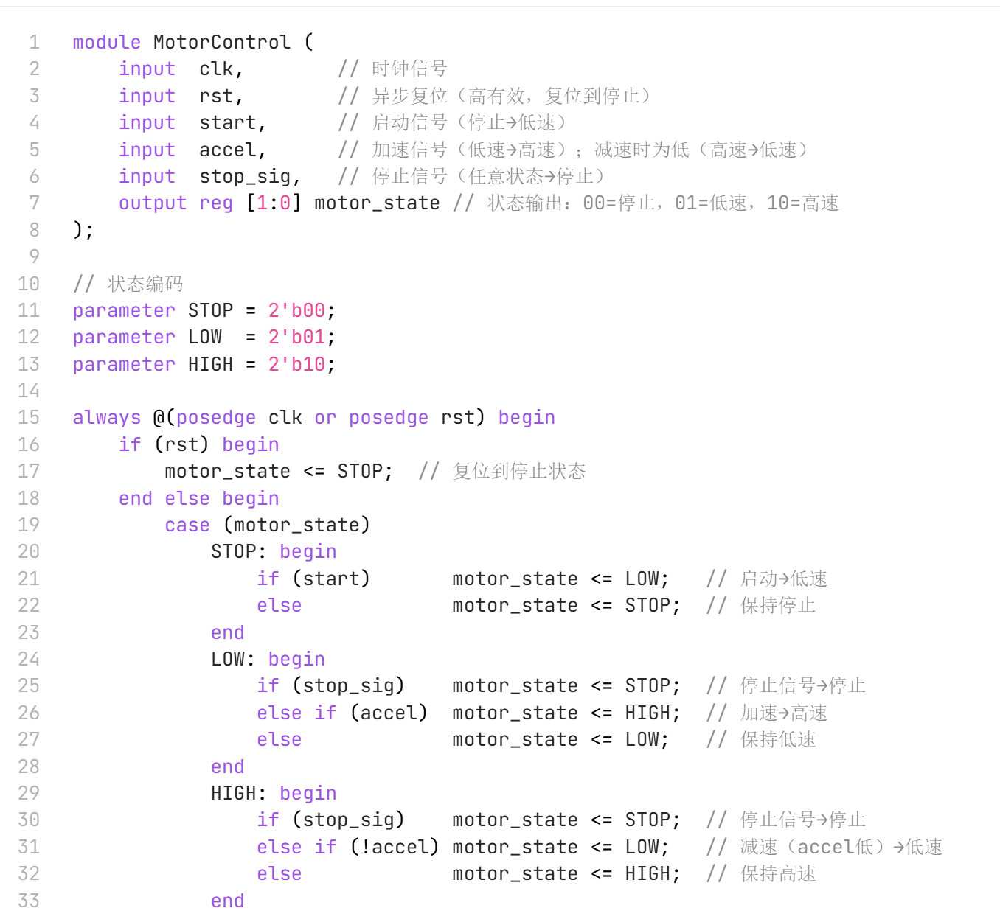 1 module MotorControl (
2     input  clk,        // 时钟信号
3     input  rst,        // 异步复位（高有效，复位到停止）
4     input  start,      // 启动信号（停止→低速）
5     input  accel,      // 加速信号（低速→高速）；减速时为低（高速→低速）
6     input  stop_sig,   // 停止信号（任意状态→停止）
7     output reg [1:0] motor_state // 状态输出：00=停止，01=低速，10=高速
8 );
9
10 // 状态编码
11 parameter STOP = 2'b00;
12 parameter LOW  = 2'b01;
13 parameter HIGH = 2'b10;
14
15 always @(posedge clk or posedge rst) begin
16     if (rst) begin
17         motor_state <= STOP;  // 复位到停止状态
18     end else begin
19         case (motor_state)
20             STOP: begin
21                 if (start)       motor_state <= LOW;   // 启动→低速
22                 else             motor_state <= STOP;  // 保持停止
23             end
24             LOW: begin
25                 if (stop_sig)    motor_state <= STOP;  // 停止信号→停止
26                 else if (accel)  motor_state <= HIGH;  // 加速→高速
27                 else             motor_state <= LOW;   // 保持低速
28             end
29             HIGH: begin
30                 if (stop_sig)    motor_state <= STOP;  // 停止信号→停止
31                 else if (!accel) motor_state <= LOW;   // 减速（accel低）→低速
32                 else             motor_state <= HIGH;  // 保持高速
33             end